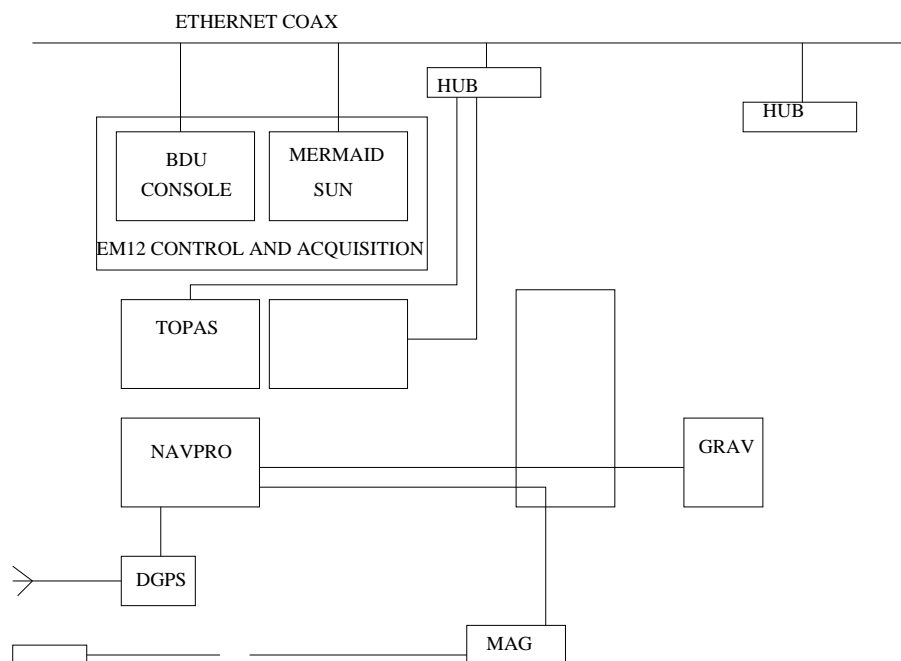 ETHERNET COAX
HUB
HUB
BDU
CONSOLE
MERMAID
SUN
EM12 CONTROL AND ACQUISITION
TOPAS
NAVPRO
GRAV
DGPS
MAG